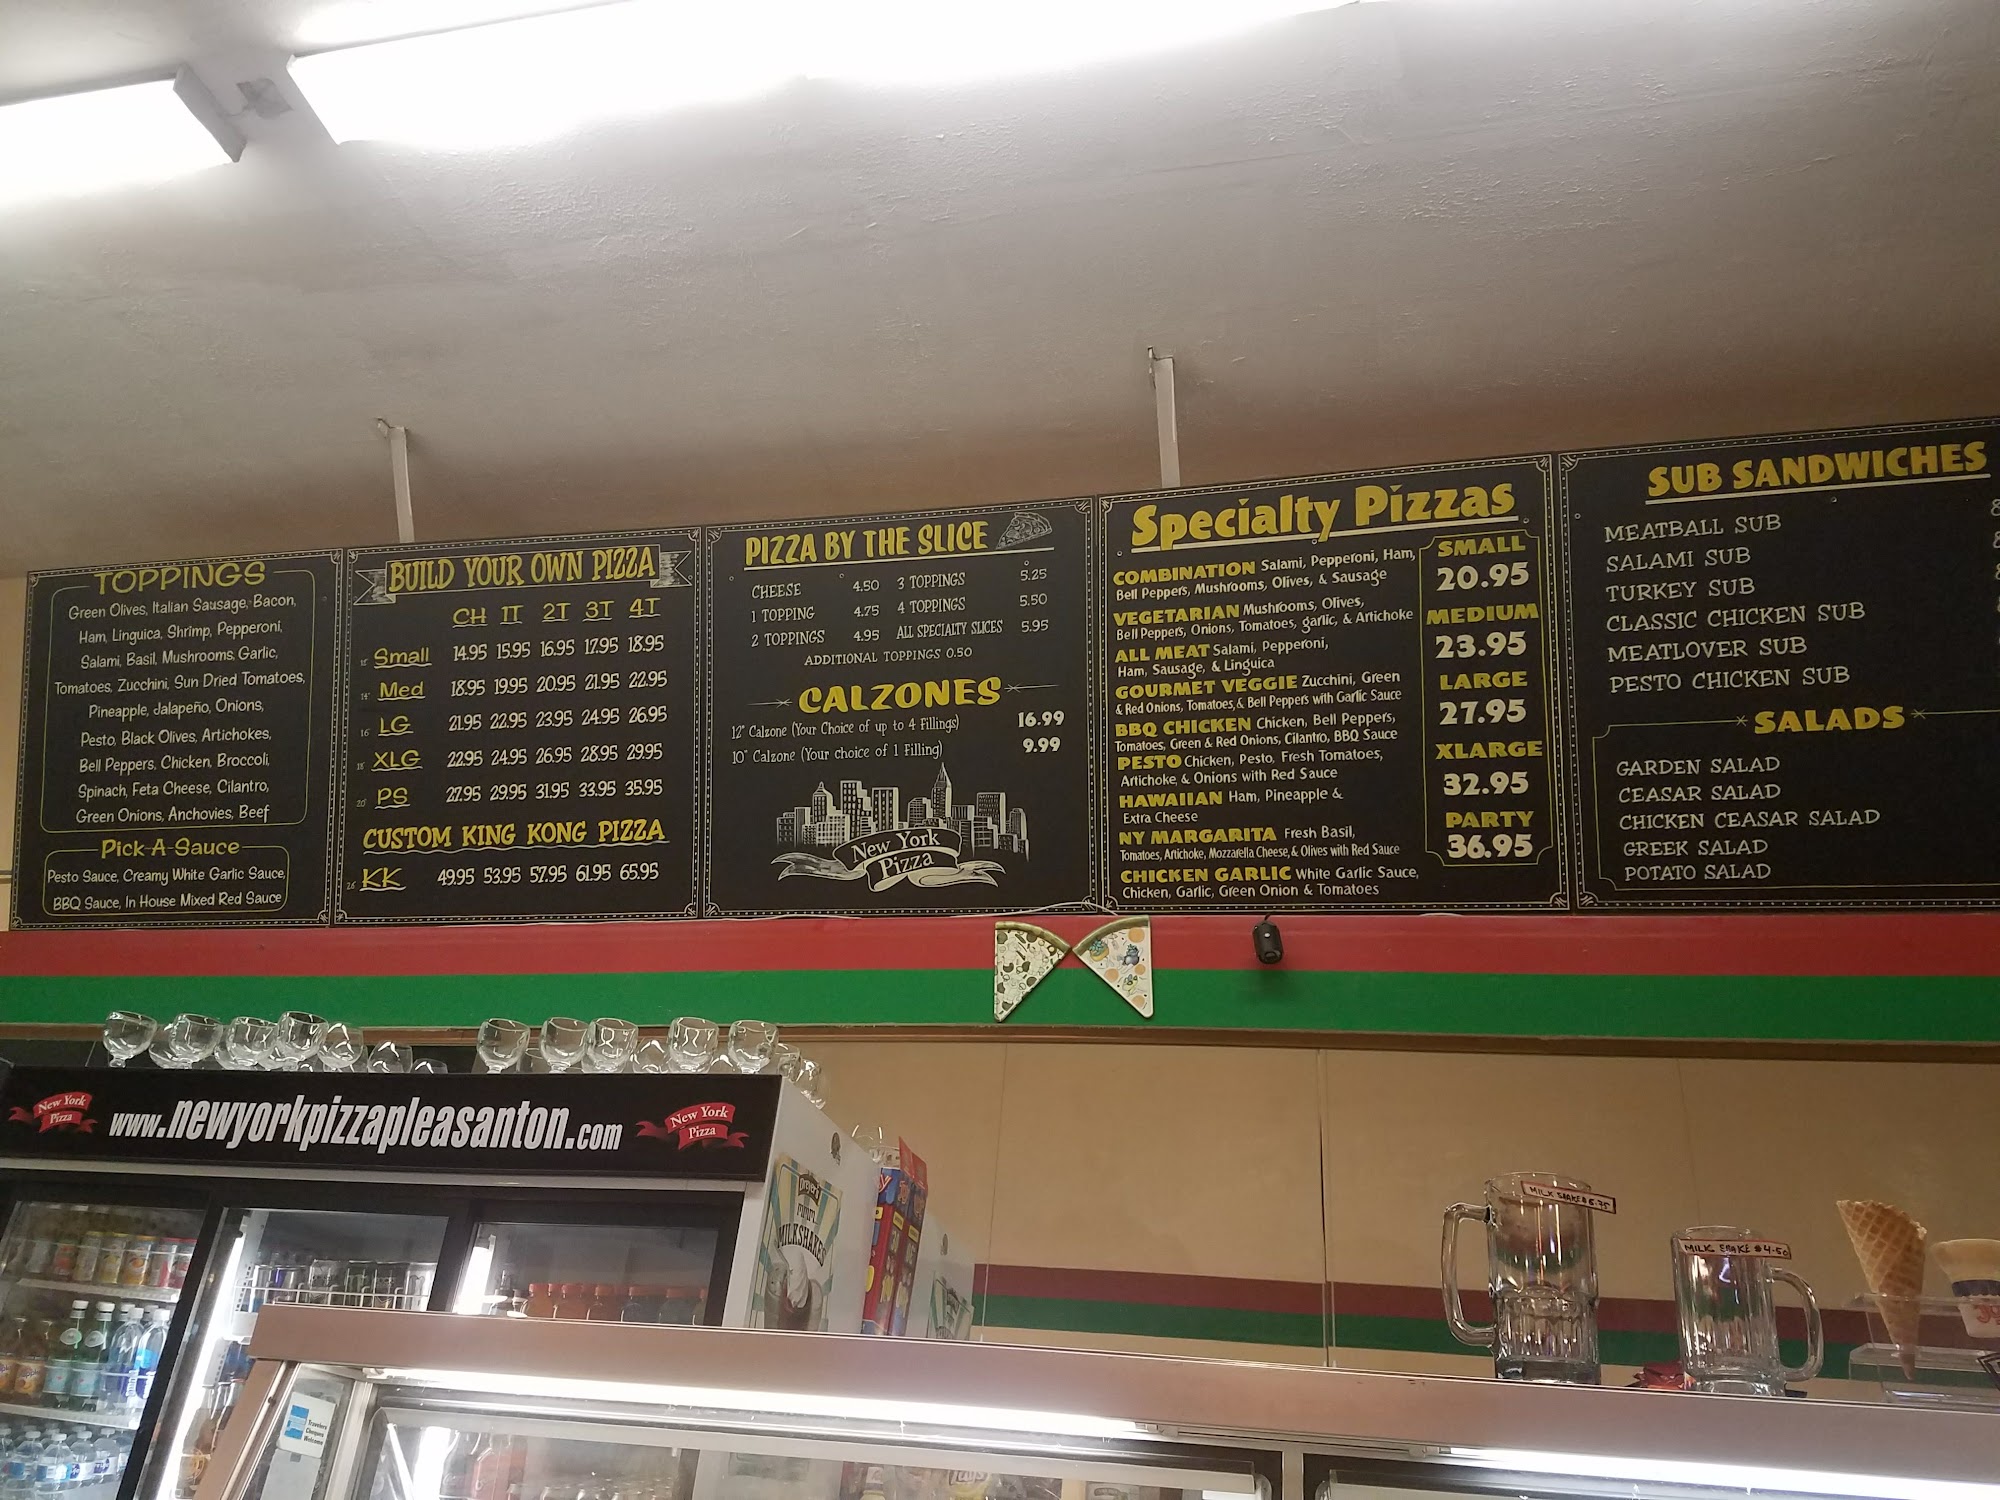 TOPPINGS
Green Olives, Italian Sausage, Bacon,
Ham, Linguica, Shrimp, Pepperoni,
Salami, Basil, Mushrooms, Garlic,
Tomatoes, Zucchini, Sun Dried Tomatoes,
Pineapple, Jalapeño, Onions,
Pesto, Black Olives, Artichokes,
Bell Peppers, Chicken, Broccoli,
Spinach, Feta Cheese, Cilantro,
Green Onions, Anchovies, Beef
Pick A Sauce
Pesto Sauce, Creamy White Garlic Sauce,
BBQ Sauce, In House Mixed Red Sauce
BUILD YOUR OWN PIZZA
CH 1T 2T 3T 4T
Small 14.95 15.95 16.95 17.95 18.95
14" Med 18.95 19.95 20.95 21.95 22.95
16" LG 21.95 22.95 23.95 24.95 26.95
18" XLG 22.95 24.95 26.95 28.95 29.95
20" PS 27.95 29.95 31.95 33.95 35.95
CUSTOM KING KONG PIZZA
KK 49.95 53.95 57.95 61.95 65.95
PIZZA BY THE SLICE
CHEESE 4.50 3 TOPPINGS 5.25
1 TOPPING 4.75 4 TOPPINGS 5.50
2 TOPPINGS 4.95 ALL SPECIALTY SLICES 5.95
ADDITIONAL TOPPINGS 0.50
CALZONES
12" Calzone (Your Choice of up to 4 Fillings) 16.99
10" Calzone (Your choice of 1 Filling) 9.99
New York
Pizza
Specialty Pizzas
COMBINATION Salami, Pepperoni, Ham,
Bell Peppers, Mushrooms, Olives, & Sausage
VEGETARIAN Mushrooms, Olives,
Bell Peppers, Onions, Tomatoes, garlic, & Artichoke
ALL MEAT Salami, Pepperoni,
Ham, Sausage, & Linguica
GOURMET VEGGIE Zucchini, Green
& Red Onions, Tomatoes, & Bell Peppers with Garlic Sauce
BBQ CHICKEN Chicken, Bell Peppers,
Tomatoes, Green & Red Onions, Cilantro, BBQ Sauce
PESTO Chicken, Pesto, Fresh Tomatoes,
Artichoke, & Onions with Red Sauce
HAWAIIAN Ham, Pineapple &
Extra Cheese
NY MARGARITA Fresh Basil,
Tomatoes, Artichoke, Mozzarella Cheese, & Olives with Red Sauce
CHICKEN GARLIC White Garlic Sauce,
Chicken, Garlic, Green Onion & Tomatoes
SMALL
20.95
MEDIUM
23.95
LARGE
27.95
XLARGE
32.95
PARTY
36.95
SUB SANDWICHES
MEATBALL SUB
SALAMI SUB
TURKEY SUB
CLASSIC CHICKEN SUB
MEATLOVER SUB
PESTO CHICKEN SUB
SALADS
GARDEN SALAD
CEASAR SALAD
CHICKEN CEASAR SALAD
GREEK SALAD
POTATO SALAD
New York
Pizza
www.newyorkpizzapleasanton.com
New York
Pizza
Dreyer's
MILKSHAKES
MILK SHAKE $6.75
MILK SHAKE $4.50
Travelers
Cheques
Welcome